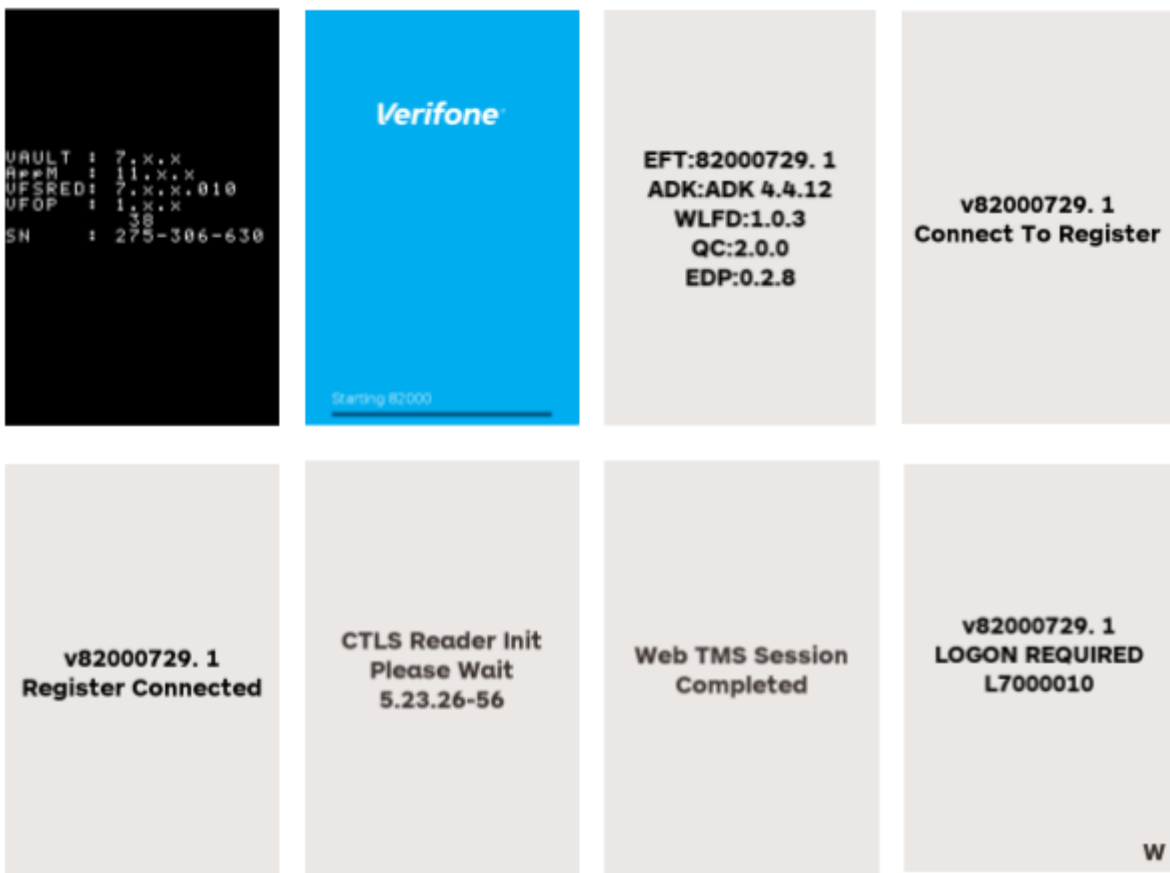 VAULT : 7.x.x
AppM : 11.x.x
VFSRED: 7.x.x.010
VFOP : 1.x.x
38
SN : 275-306-630
Verifone
Starting 82000
EFT:82000729. 1
ADK:ADK 4.4.12
WLFD:1.0.3
QC:2.0.0
EDP:0.2.8
v82000729. 1
Connect To Register
v82000729. 1
Register Connected
CTLS Reader Init
Please Wait
5.23.26-56
Web TMS Session
Completed
v82000729. 1
LOGON REQUIRED
L7000010
W